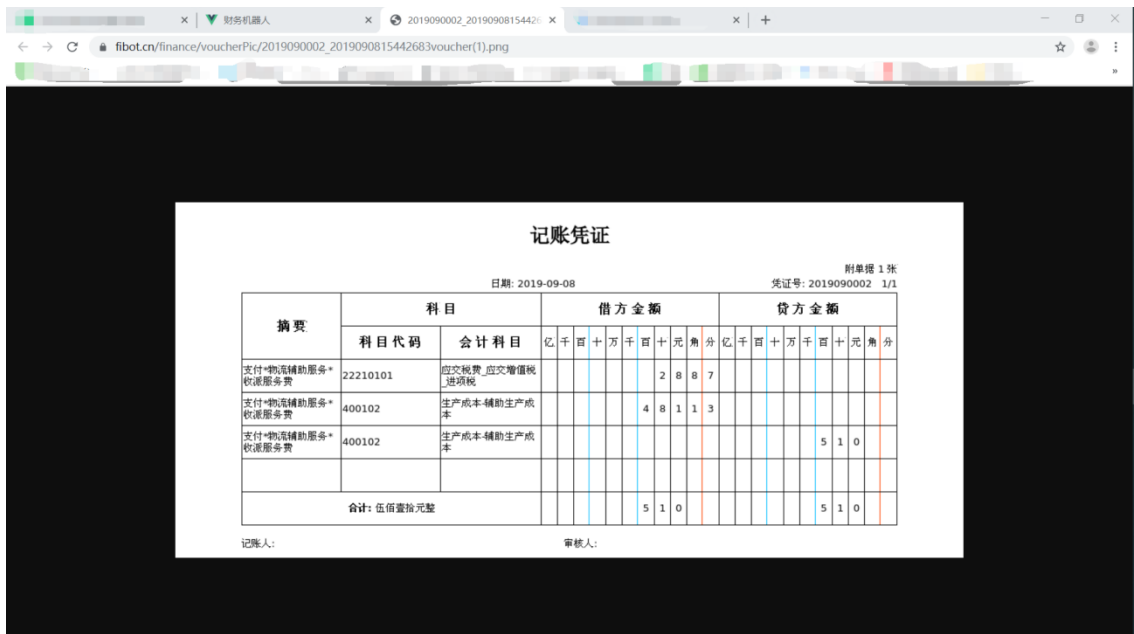 财务机器人
2019090002_20190908154426
fibot.cn/finance/voucherPic/2019090002_2019090815442683voucher(1).png
记账凭证
附单据 1 张
日期: 2019-09-08
凭证号: 2019090002 1/1
摘要 科目 借方金额 贷方金额
科目代码 会计科目 亿千百十万千百十元角分 亿千百十万千百十元角分
支付*物流辅助服务*
收派服务费
22210101
应交税费_应交增值税
_进项税
2 8 8 7
支付*物流辅助服务*
收派服务费
400102
生产成本-辅助生产成
本
4 8 1 1 3
支付*物流辅助服务*
收派服务费
400102
生产成本-辅助生产成
本
5 1 0
合计: 伍佰壹拾元整 5 1 0 5 1 0
记账人: 审核人: